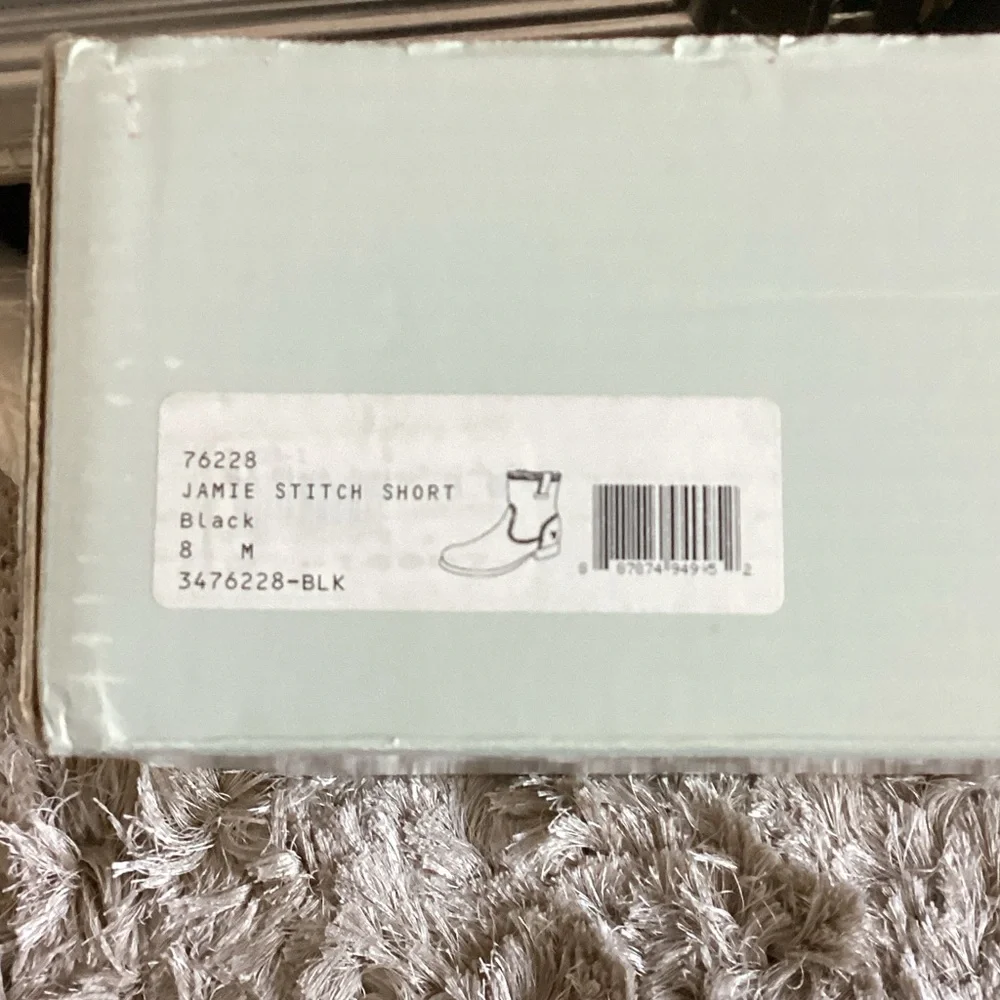 76228
JAMIE STITCH SHORT
Black
8 M
3476228-BLK